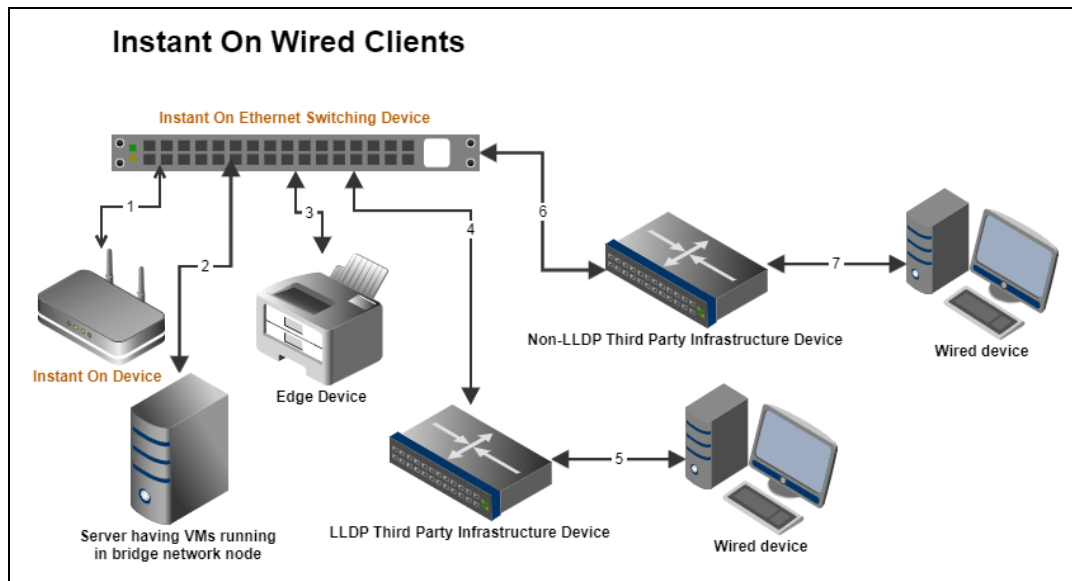 Instant On Wired Clients
Instant On Ethernet Switching Device
1
2
3
4
6
7
Instant On Device
Edge Device
Non-LLDP Third Party Infrastructure Device
Wired device
5
Server having VMs running
in bridge network node
LLDP Third Party Infrastructure Device
Wired device